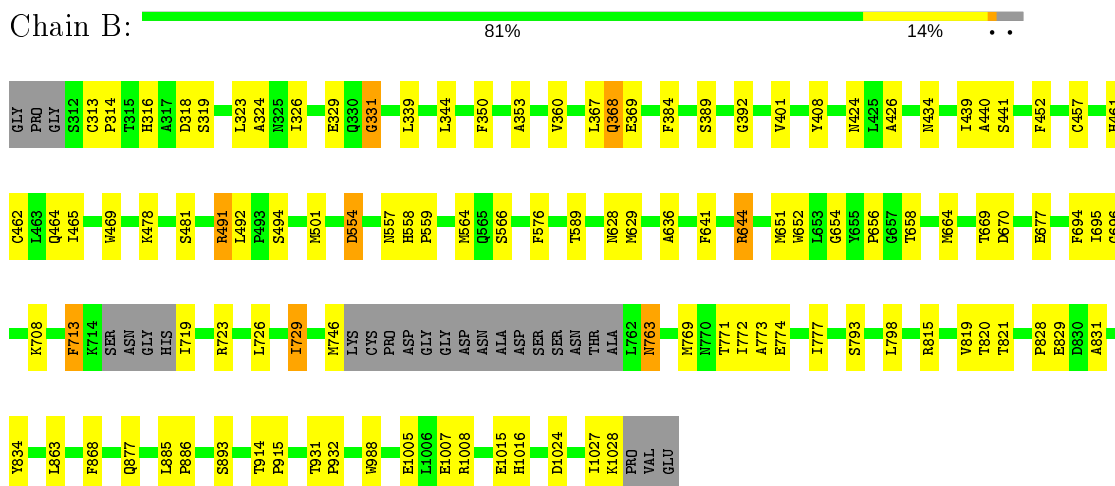 Chain B:
81% 14% • •
GLY PRO GLY S312 C313 P314 T315 H316 A317 D318 S319 L323 A324 N325 I326 E329 Q330 G331 L339 L344 F350 A353 V360 L367 Q368 E369 F384 S389 G392 V401 Y408 N424 L425 A426 N434 I439 A440 S441 F452 C457
C462 L463 Q464 I465 W469 K478 S481 R491 L492 P493 S494 M501 D554 N557 H558 P559 M564 Q565 S566 F576 T589 N628 M629 A636 F641 R644 M651 W652 L653 G654 Y655 P656 G657 T658 M664 T669 D670 E677 F694 I695 G696
K708 F713 K714 SER ASN GLY HIS I719 R723 L726 I729 M746 LYS CYS PRO ASP GLY GLY ASP ASN ALA ASP SER SER ASN THR ALA L762 N763 M769 N770 T771 I772 A773 E774 I777 S793 L798 R815 V819 T820 T821 P828 E829 D830 A831
Y834 L863 F868 Q877 L885 P886 S893 T914 P915 T931 P932 W988 E1005 L1006 E1007 R1008 E1015 H1016 D1024 I1027 K1028 PRO VAL GLU